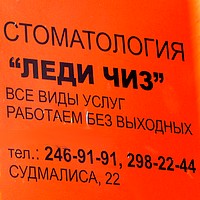 СТОМАТОЛОГИЯ
“ЛЕДИ ЧИЗ”
ВСЕ ВИДЫ УСЛУГ
РАБОТАЕМ БЕЗ ВЫХОДНЫХ
тел.: 246-91-91, 298-22-44
СУДМАЛИСА, 22